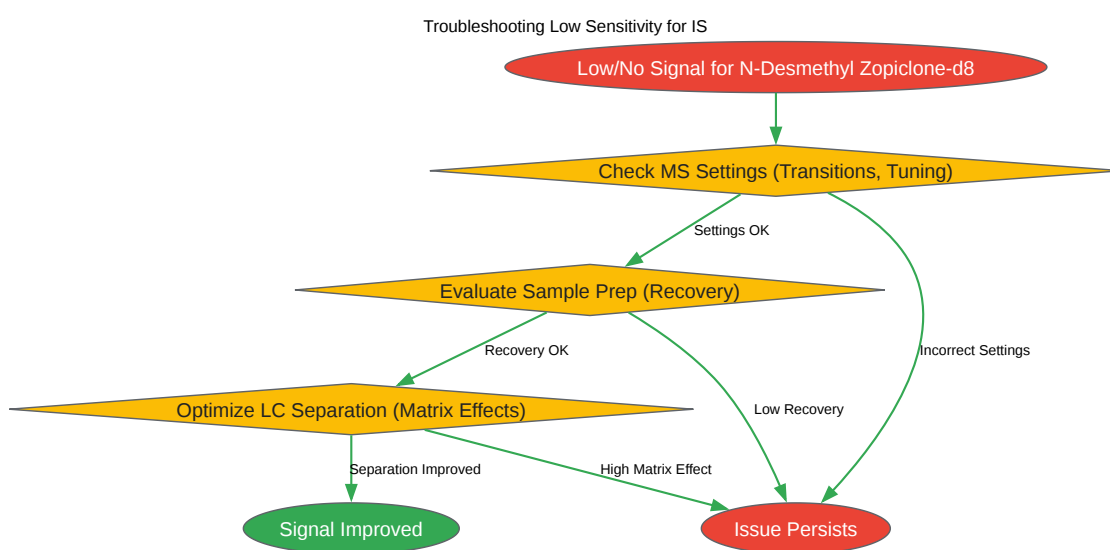 Troubleshooting Low Sensitivity for IS
Low/No Signal for N-Desmethyl Zopiclone-d8
Check MS Settings (Transitions, Tuning)
Settings OK
Evaluate Sample Prep (Recovery)
Recovery OK
Incorrect Settings
Optimize LC Separation (Matrix Effects)
Low Recovery
Separation Improved
High Matrix Effect
Signal Improved
Issue Persists